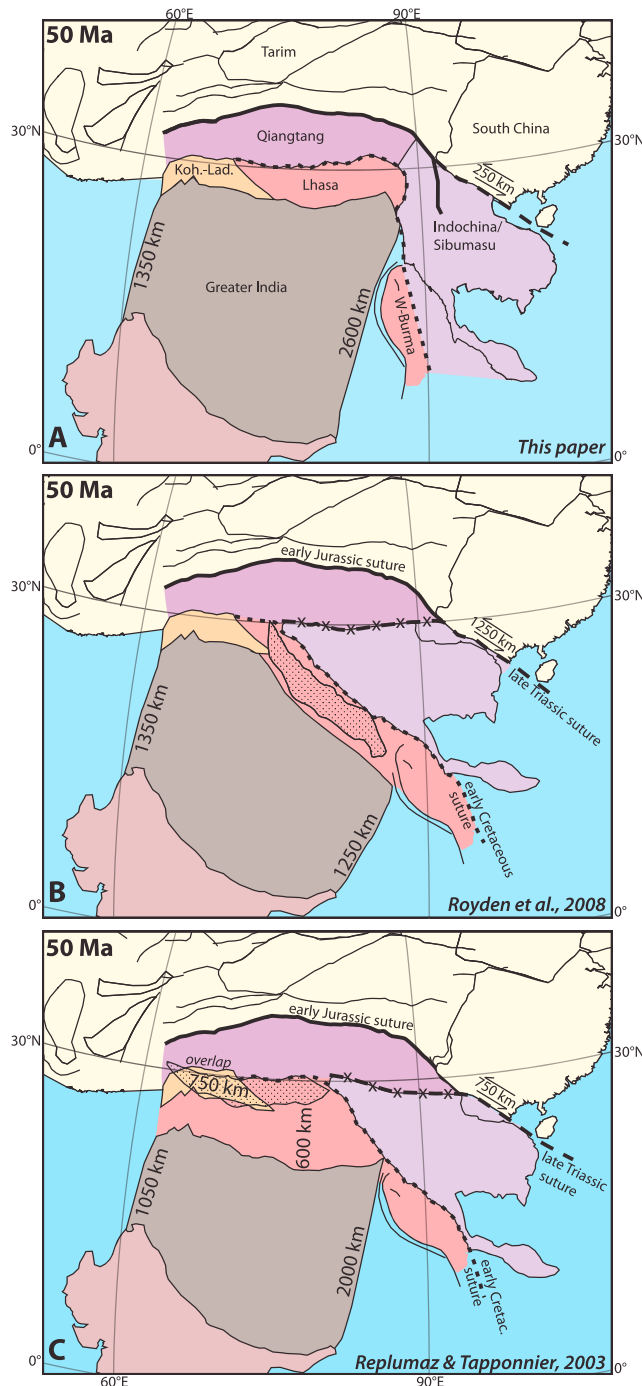 60°E
90°E
50 Ma
Tarim
30°N
30°N
Qiangtang
South China
Koh.-Lad.
Lhasa
250 km
Indochina/
Sibumasu
1350 km
Greater India
2600 km
W-Burma
A
This paper
0°
0°
50 Ma
early Jurassic suture
30°N
30°N
1250 km
late Triassic suture
1350 km
early Cretaceous
suture
1250 km
B
Royden et al., 2008
0°
0°
50 Ma
early Jurassic suture
30°N
30°N
overlap
750 km
750 km
600 km
late Triassic
suture
1050 km
2000 km
early Cretac.
suture
C
Replumaz & Tapponnier, 2003
0°
0°
60°E
90°E